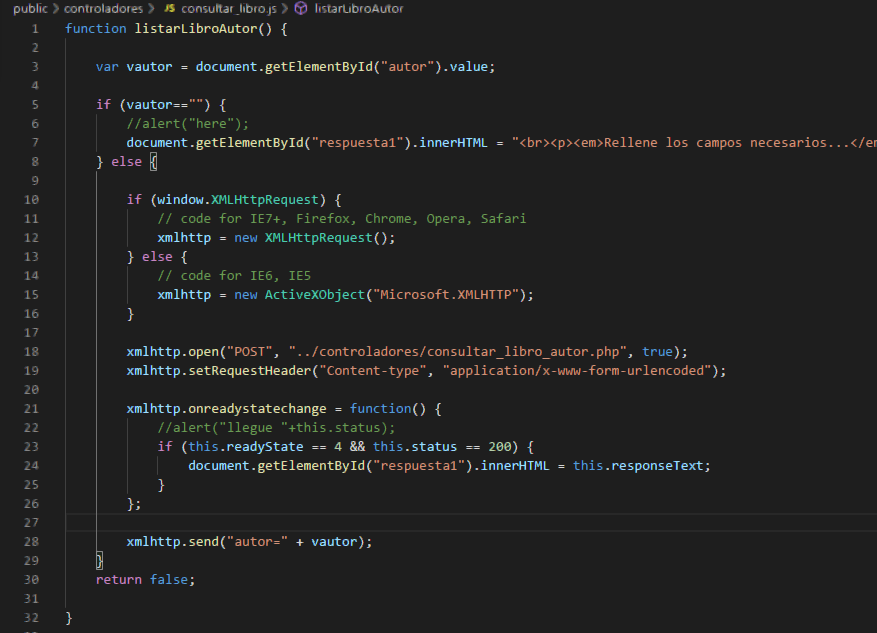 public > controladores > JS consultar_libro.js > listarLibroAutor
1 function listarLibroAutor() {
2
3 var vautor = document.getElementById("autor").value;
4
5 if (vautor=="") {
6 //alert("here");
7 document.getElementById("respuesta1").innerHTML = "<br><p><em>Rellene los campos necesarios...</em
8 } else {
9
10 if (window.XMLHttpRequest) {
11 // code for IE7+, Firefox, Chrome, Opera, Safari
12 xmlhttp = new XMLHttpRequest();
13 } else {
14 // code for IE6, IE5
15 xmlhttp = new ActiveXObject("Microsoft.XMLHTTP");
16 }
17
18 xmlhttp.open("POST", "../controladores/consultar_libro_autor.php", true);
19 xmlhttp.setRequestHeader("Content-type", "application/x-www-form-urlencoded");
20
21 xmlhttp.onreadystatechange = function() {
22 //alert("llegue "+this.status);
23 if (this.readyState == 4 && this.status == 200) {
24 document.getElementById("respuesta1").innerHTML = this.responseText;
25 }
26 };
27
28 xmlhttp.send("autor=" + vautor);
29 }
30 return false;
31
32 }